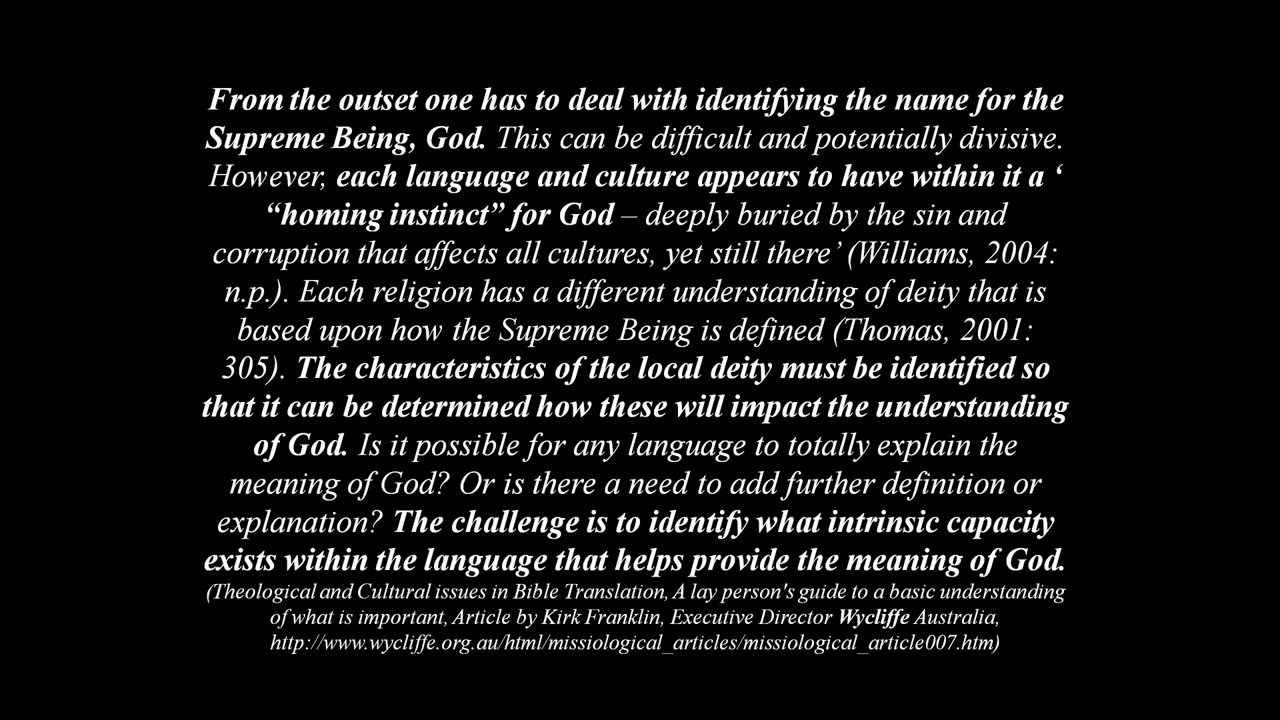 From the outset one has to deal with identifying the name for the
Supreme Being, God. This can be difficult and potentially divisive.
However, each language and culture appears to have within it a ‘
“homing instinct” for God – deeply buried by the sin and
corruption that affects all cultures, yet still there’ (Williams, 2004:
n.p.). Each religion has a different understanding of deity that is
based upon how the Supreme Being is defined (Thomas, 2001:
305). The characteristics of the local deity must be identified so
that it can be determined how these will impact the understanding
of God. Is it possible for any language to totally explain the
meaning of God? Or is there a need to add further definition or
explanation? The challenge is to identify what intrinsic capacity
exists within the language that helps provide the meaning of God.
(Theological and Cultural issues in Bible Translation, A lay person's guide to a basic understanding
of what is important, Article by Kirk Franklin, Executive Director Wycliffe Australia,
http://www.wycliffe.org.au/html/missiological_articles/missiological_article007.htm)